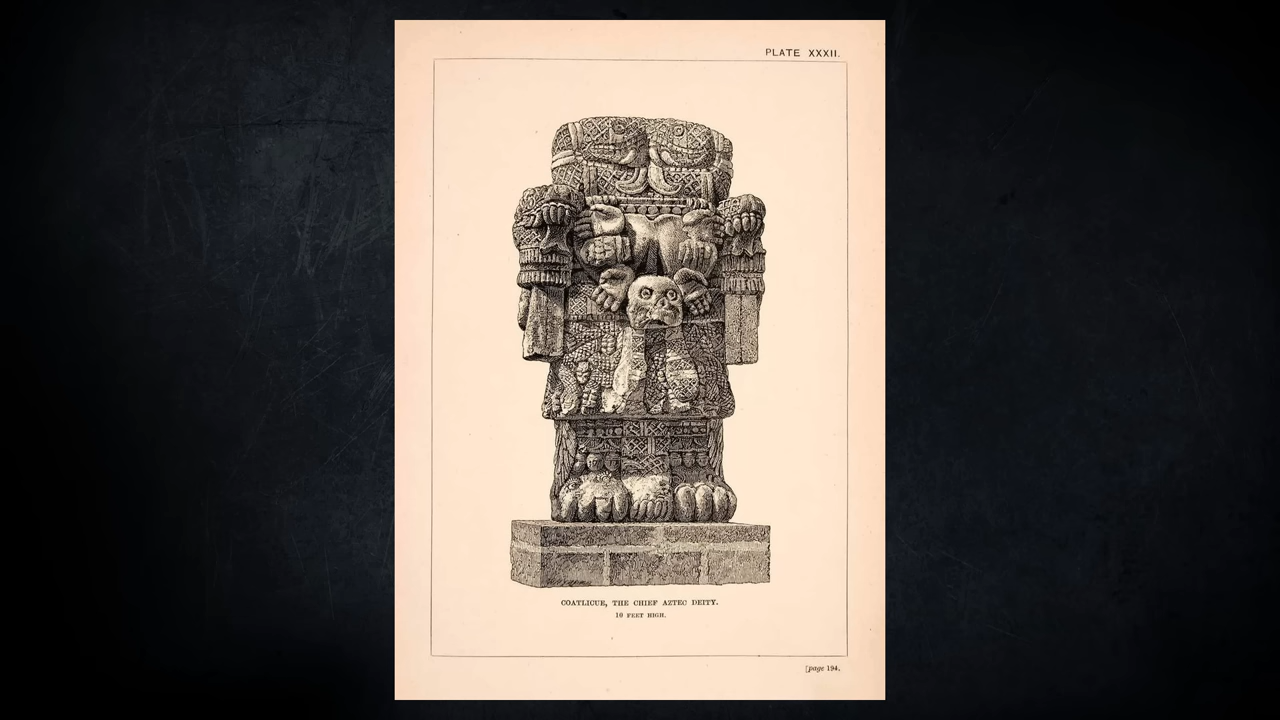 PLATE XXXII.
COATLICUE, THE CHIEF AZTEC DEITY.
10 FEET HIGH.
[page 194.